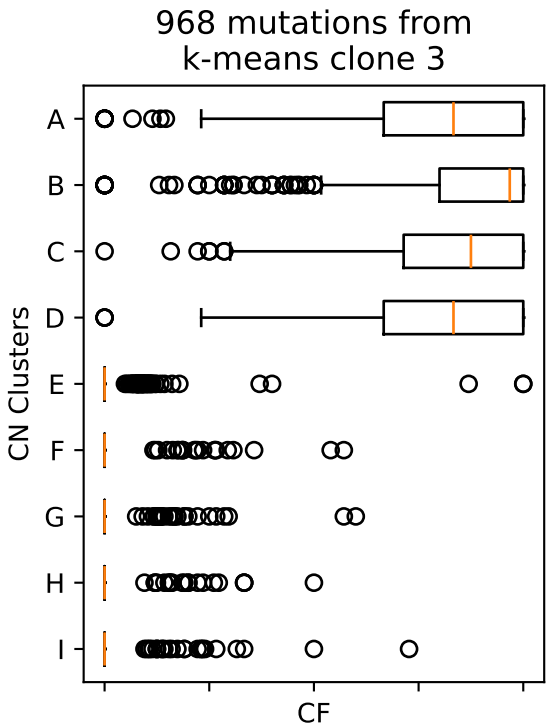 968 mutations from
k-means clone 3
CN Clusters
A
B
C
D
E
F
G
H
I
CF